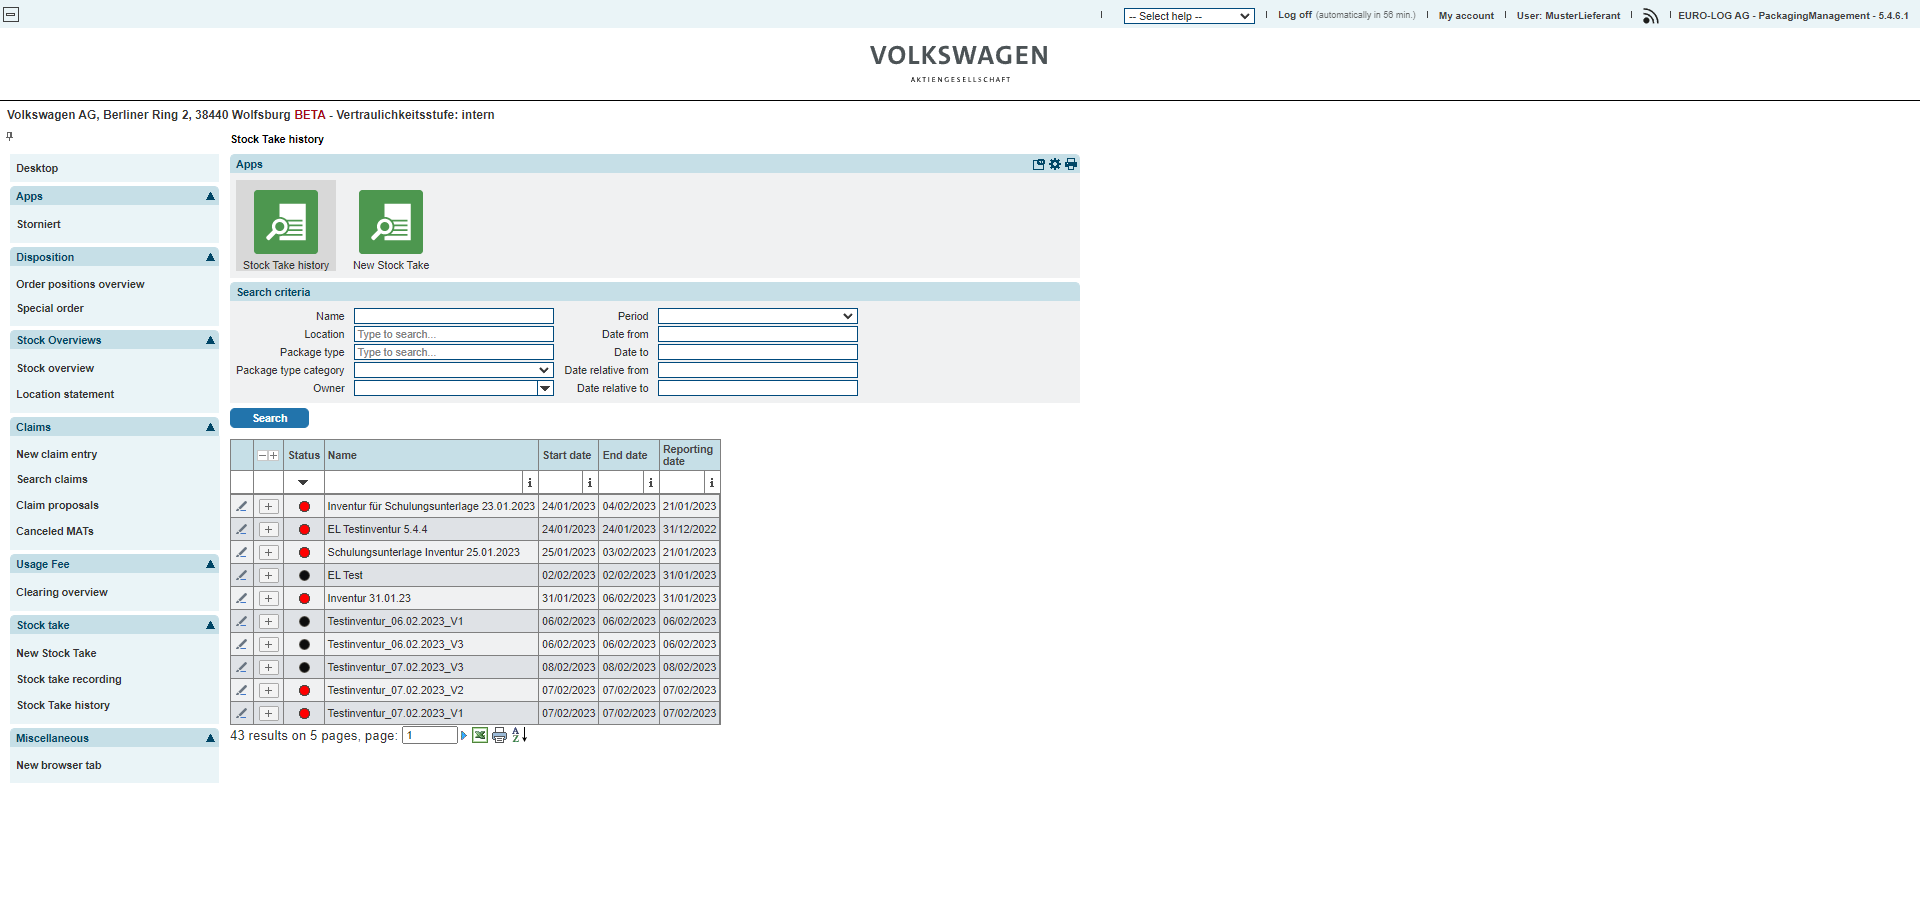 -- Select help --
Log off (automatically in 56 min.)
My account
User: MusterLieferant
EURO-LOG AG - PackagingManagement - 5.4.6.1
VOLKSWAGEN
AKTIENGESELLSCHAFT
Volkswagen AG, Berliner Ring 2, 38440 Wolfsburg BETA - Vertraulichkeitsstufe: intern
Desktop
Apps
Storniert
Disposition
Order positions overview
Special order
Stock Overviews
Stock overview
Location statement
Claims
New claim entry
Search claims
Claim proposals
Canceled MATs
Usage Fee
Clearing overview
Stock take
New Stock Take
Stock take recording
Stock Take history
Miscellaneous
New browser tab
Stock Take history
Apps
Stock Take history
New Stock Take
Search criteria
Name
Period
Location Type to search...
Date from
Package type Type to search...
Date to
Package type category
Date relative from
Owner
Date relative to
Search
Status Name Start date End date Reporting date
i i i i
Inventur für Schulungsunterlage 23.01.2023 24/01/2023 04/02/2023 21/01/2023
EL Testinventur 5.4.4 24/01/2023 24/01/2023 31/12/2022
Schulungsunterlage Inventur 25.01.2023 25/01/2023 03/02/2023 21/01/2023
EL Test 02/02/2023 02/02/2023 31/01/2023
Inventur 31.01.23 31/01/2023 06/02/2023 31/01/2023
Testinventur_06.02.2023_V1 06/02/2023 06/02/2023 06/02/2023
Testinventur_06.02.2023_V3 06/02/2023 06/02/2023 06/02/2023
Testinventur_07.02.2023_V3 08/02/2023 08/02/2023 08/02/2023
Testinventur_07.02.2023_V2 07/02/2023 07/02/2023 07/02/2023
Testinventur_07.02.2023_V1 07/02/2023 07/02/2023 07/02/2023
43 results on 5 pages, page: 1